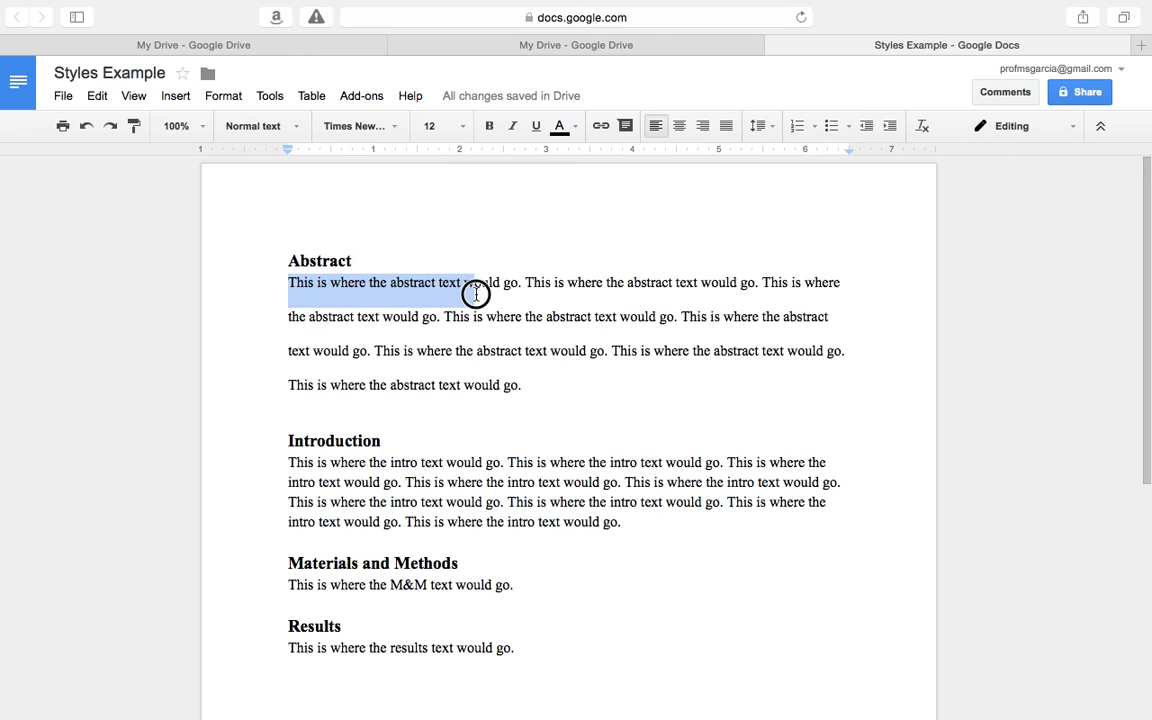 docs.google.com
My Drive - Google Drive
My Drive - Google Drive
Styles Example - Google Docs
Styles Example
profmsgarcia@gmail.com
File Edit View Insert Format Tools Table Add-ons Help All changes saved in Drive
Comments
Share
100% Normal text Times New... 12 B I U A Editing
1 1 2 3 4 5 6 7
Abstract
This is where the abstract text would go. This is where the abstract text would go. This is where
the abstract text would go. This is where the abstract text would go. This is where the abstract
text would go. This is where the abstract text would go. This is where the abstract text would go.
This is where the abstract text would go.
Introduction
This is where the intro text would go. This is where the intro text would go. This is where the
intro text would go. This is where the intro text would go. This is where the intro text would go.
This is where the intro text would go. This is where the intro text would go. This is where the
intro text would go. This is where the intro text would go.
Materials and Methods
This is where the M&M text would go.
Results
This is where the results text would go.